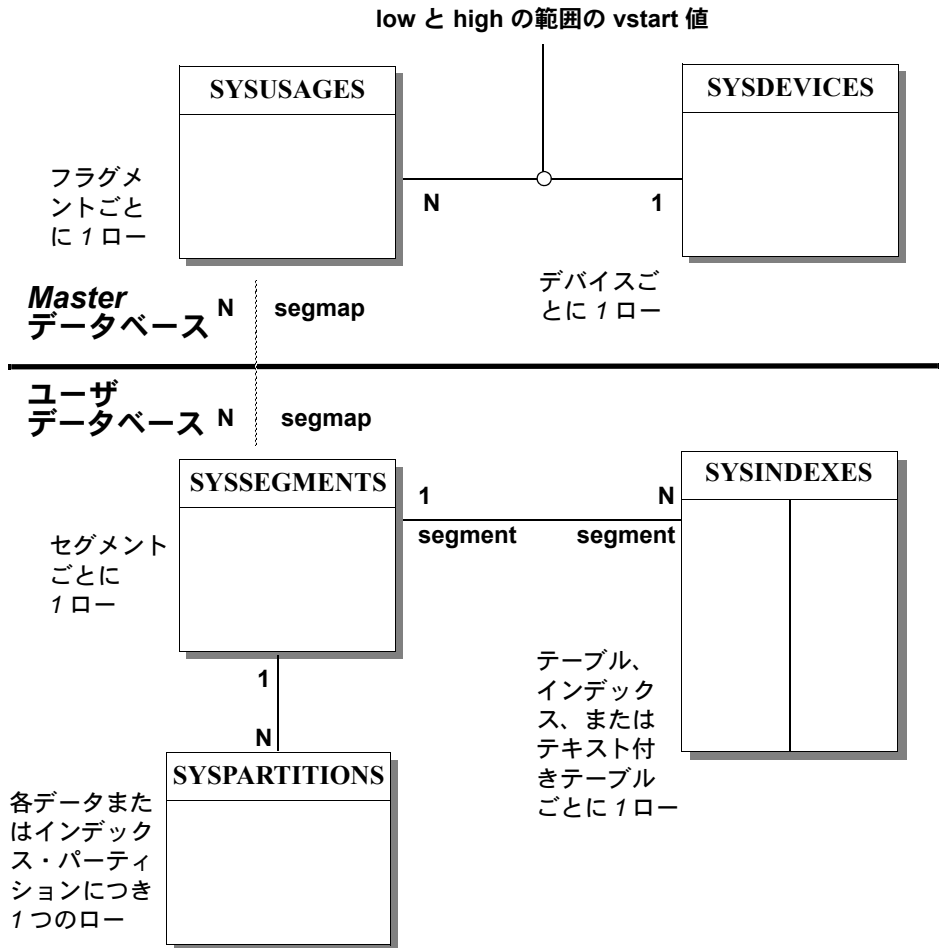 low と high の範囲の vstart 値
SYSUSAGES
SYSDEVICES
フラグメ
ントごと
に 1 ロー
N
1
デバイスご
とに 1 ロー
Master
データベース
N
segmap
ユーザ
データベース
N
segmap
SYSSEGMENTS
SYSINDEXES
1
N
segment
segment
セグメント
ごとに
1 ロー
テーブル、
インデック
ス、または
テキスト付
きテーブル
ごとに 1 ロー
1
N
SYSPARTITIONS
各データまた
はインデック
ス・パーティ
ションにつき
1 つのロー